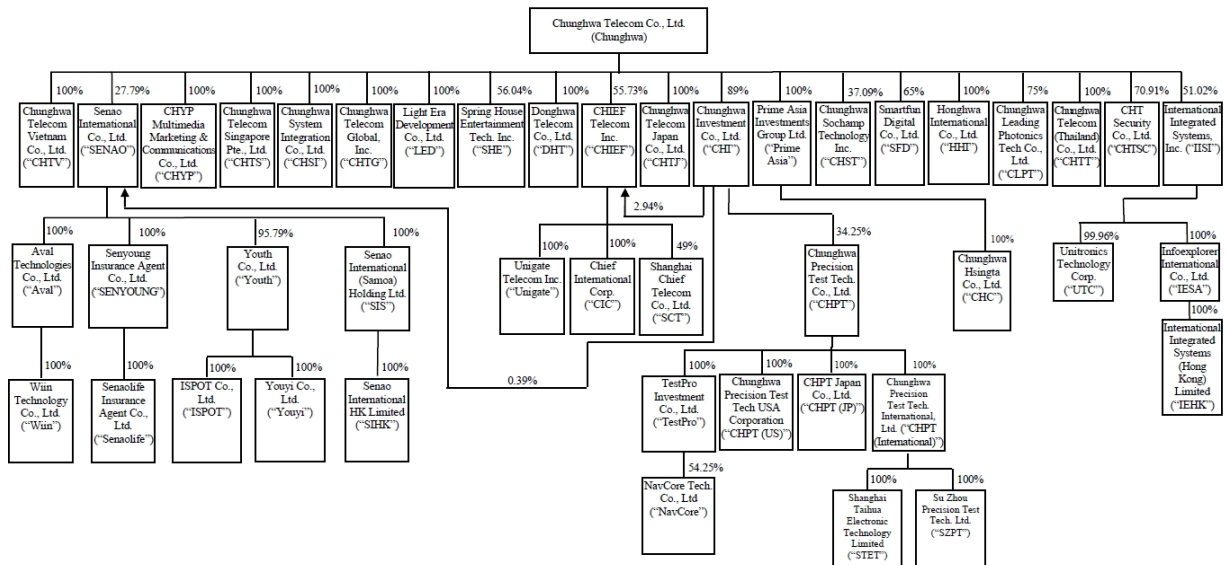 Chunghwa Telecom Co., Ltd.
(Chunghwa)
100%
27.79%
100%
100%
100%
100%
100%
56.04%
100%
55.73%
100%
89%
100%
37.09%
65%
100%
75%
100%
70.91%
51.02%
Chunghwa
Telecom
Vietnam
Co., Ltd.
(“CHTV”)
Senao
International
Co., Ltd.
(“SENAO”)
CHYP
Multimedia
Marketing &
Communications
Co., Ltd.
(“CHYP”)
Chunghwa
Telecom
Singapore
Pte., Ltd.
(“CHTS”)
Chunghwa
System
Integration
Co., Ltd.
(“CHSI”)
Chunghwa
Telecom
Global,
Inc.
(“CHTG”)
Light Era
Development
Co., Ltd.
(“LED”)
Spring House
Entertainment
Tech. Inc.
(“SHE”)
Donghwa
Telecom
Co., Ltd.
(“DHT”)
CHIEF
Telecom
Inc.
(“CHIEF”)
Chunghwa
Telecom
Japan
Co., Ltd.
(“CHTJ”)
Chunghwa
Investment
Co., Ltd.
(“CHI”)
Prime Asia
Investments
Group Ltd.
(“Prime
Asia”)
Chunghwa
Sochamp
Technology
Inc.
(“CHST”)
Smartfun
Digital
Co., Ltd.
(“SFD”)
Honghwa
International
Co., Ltd.
(“HHI”)
Chunghwa
Leading
Photonics
Tech Co.,
Ltd.
(“CLPT”)
Chunghwa
Telecom
(Thailand)
Co., Ltd.
(“CHTT”)
CHT
Security
Co., Ltd.
(“CHTSC”)
International
Integrated
Systems,
Inc.
(“IISI”)
2.94%
100%
Aval
Technologies
Co., Ltd.
(“Aval”)
100%
Senyoung
Insurance Agent
Co., Ltd.
(“SENYOUNG”)
95.79%
Youth
Co., Ltd.
(“Youth”)
100%
Senao
International
(Samoa)
Holding Ltd.
(“SIS”)
100%
Unigate
Telecom Inc.
(“Unigate”)
100%
Chief
International
Corp.
(“CIC”)
49%
Shanghai
Chief
Telecom
Co., Ltd.
(“SCT”)
34.25%
Chunghwa
Precision
Test Tech.
Co., Ltd.
(“CHPT”)
100%
Chunghwa
Hsingta
Co., Ltd.
(“CHC”)
99.96%
Unitronics
Technology
Corp.
(“UTC”)
100%
Infoexplorer
International
Co., Ltd.
(“IESA”)
100%
International
Integrated
Systems
(Hong
Kong)
Limited
(“IEHK”)
0.39%
100%
Wiin
Technology
Co., Ltd.
(“Wiin”)
100%
Senaolife
Insurance
Agent Co.,
Ltd.
(“Senaolife”)
100%
ISPOT Co.,
Ltd.
(“ISPOT”)
100%
Youyi Co.,
Ltd.
(“Youyi”)
100%
Senao
International
HK Limited
(“SIHK”)
100%
TestPro
Investment
Co., Ltd.
(“TestPro”)
100%
Chunghwa
Precision Test
Tech USA
Corporation
(“CHPT (US)”)
100%
CHPT Japan
Co., Ltd.
(“CHPT (JP)”)
100%
Chunghwa
Precision
Test Tech.
International,
Ltd. (“CHPT
(International)”)
54.25%
NavCore Tech.
Co., Ltd
(“NavCore”)
100%
Shanghai
Taihua
Electronic
Technology
Limited
(“STET”)
100%
Su Zhou
Precision Test
Tech. Ltd.
(“SZPT”)